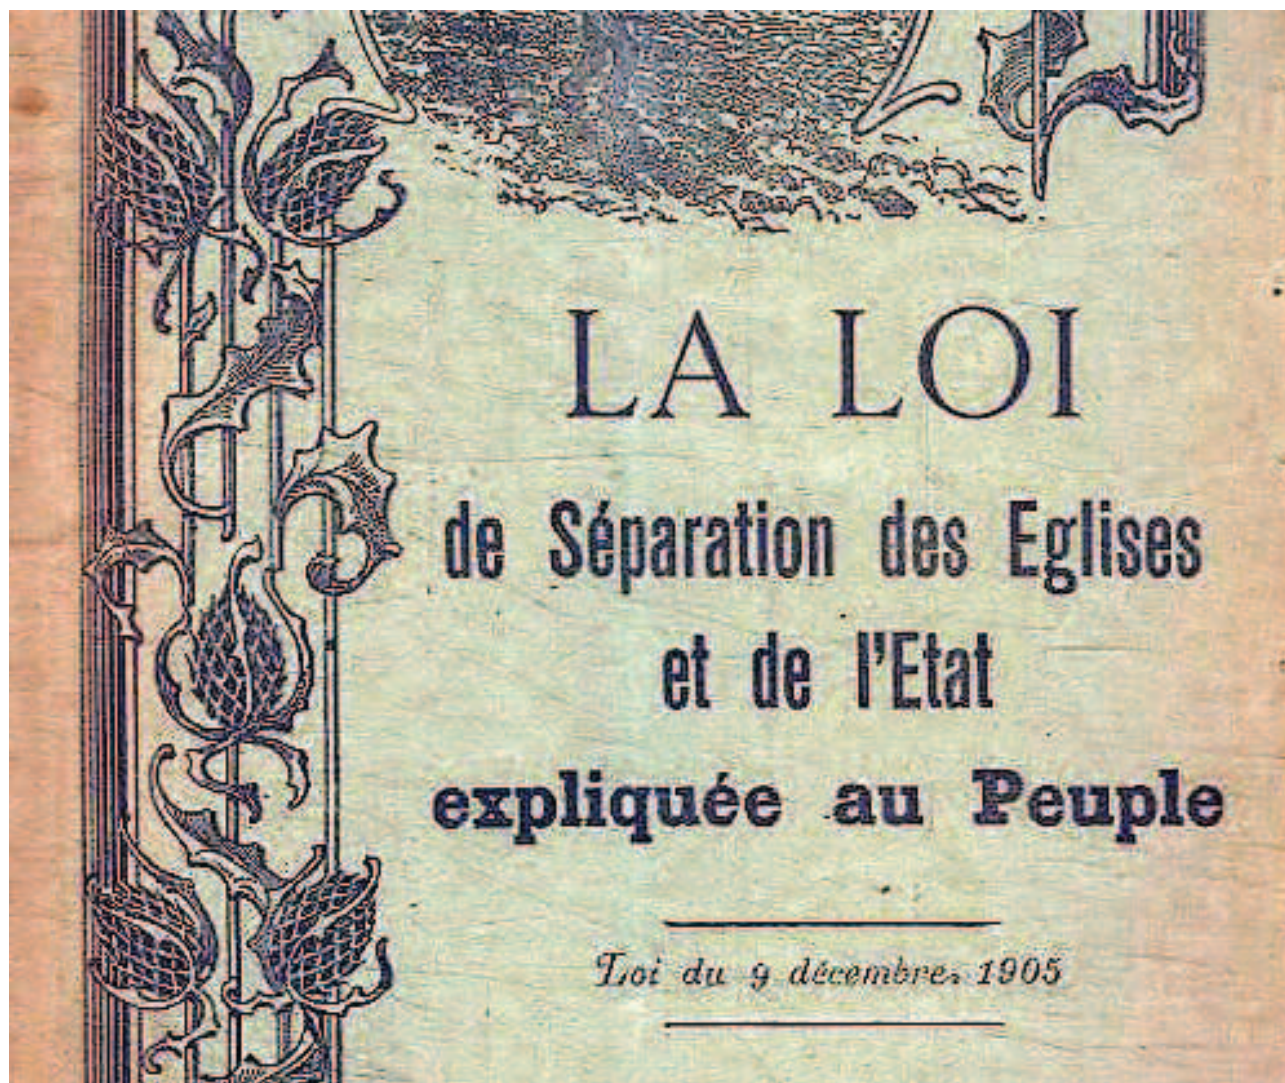 LA LOI
de Séparation des Eglises
et de l'Etat
expliquée au Peuple
Loi du 9 décembre 1905